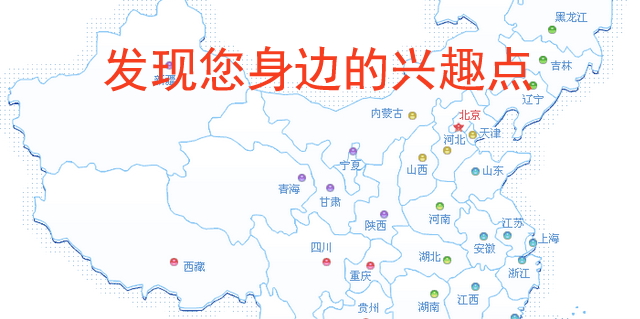 黑龙江
发现您身边的兴趣点
吉林
新疆
辽宁
内蒙古
北京
天津
河北
宁夏
山西
山东
青海
甘肃
河南
陕西
江苏
上海
四川
安徽
湖北
西藏
重庆
浙江
江西
贵州
湖南